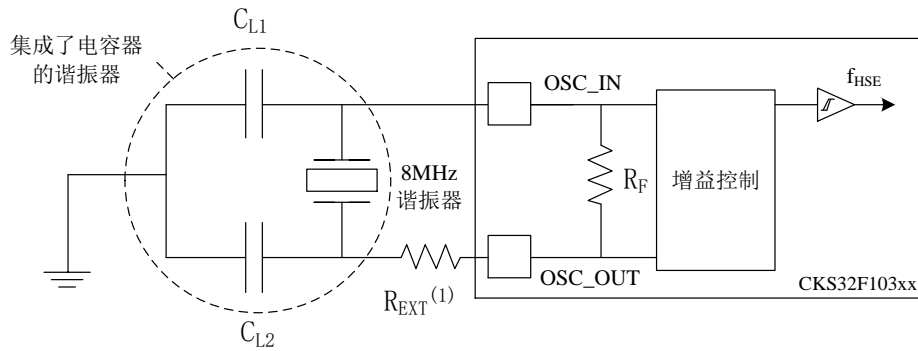 C_L1
集成了电容器
的谐振器
OSC_IN
f_HSE
8MHz
谐振器
R_F
增益控制
OSC_OUT
R_EXT^(1)
CKS32F103xx
C_L2